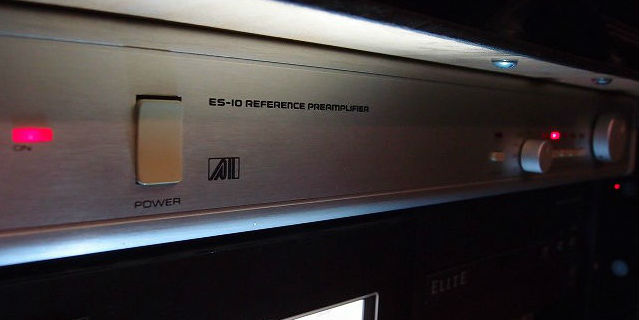 ES-10 REFERENCE PREAMPLIFIER
ON
POWER
ELITE